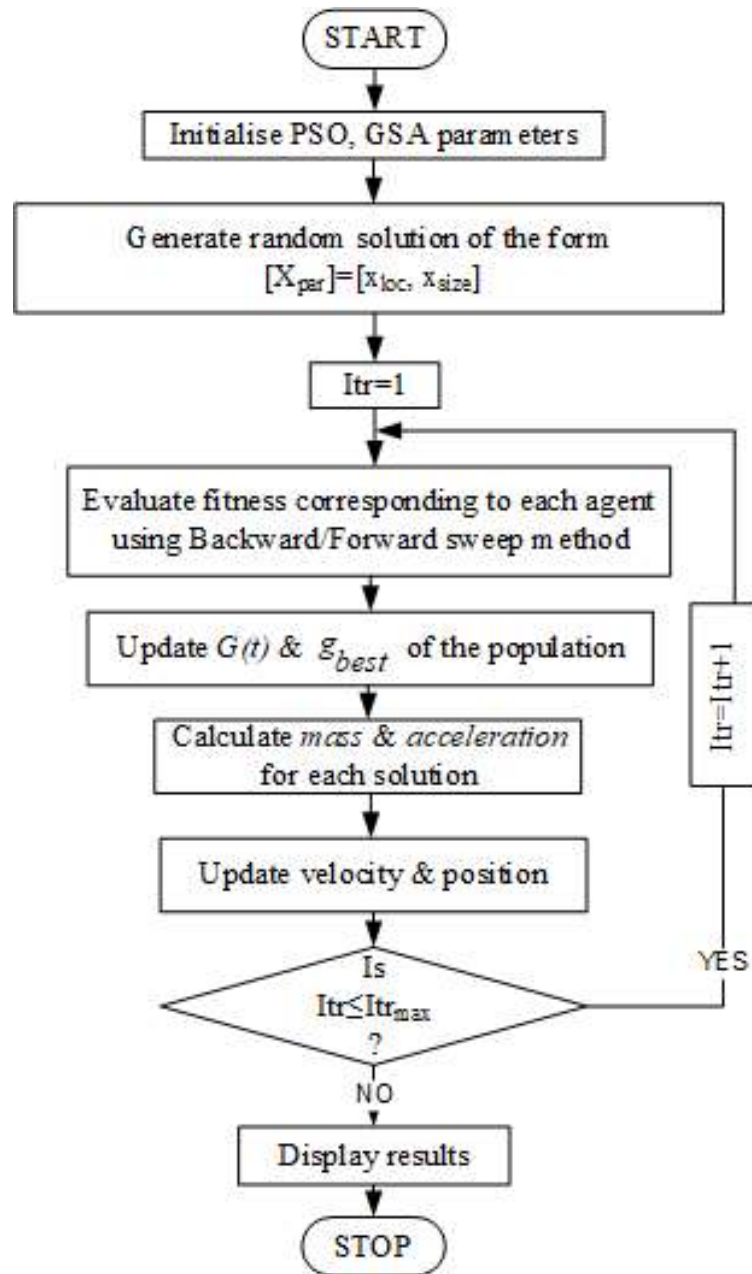 START
Initialise PSO, GSA parameters
Generate random solution of the form
[Xpar]=[xloc, xsize]
Itr=1
Evaluate fitness corresponding to each agent
using Backward/Forward sweep method
Update G(t) & gbest of the population
Calculate mass & acceleration
for each solution
Update velocity & position
Is
Itr≤Itrmax
?
YES
Itr=Itr+1
NO
Display results
STOP